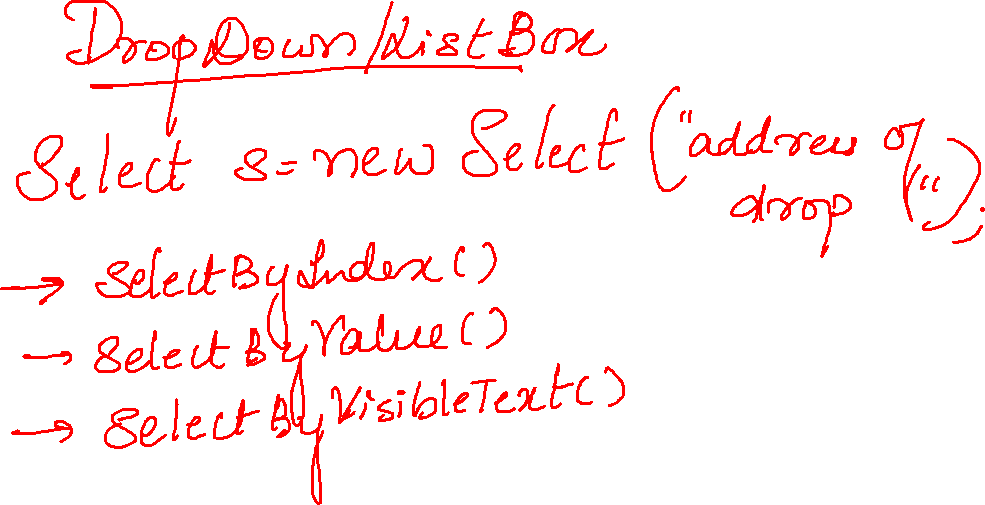 DropDown/ListBox
Select s=new Select ("address of
drop ");
→ SelectByIndex()
→ SelectByValue()
→ SelectByVisibleText()